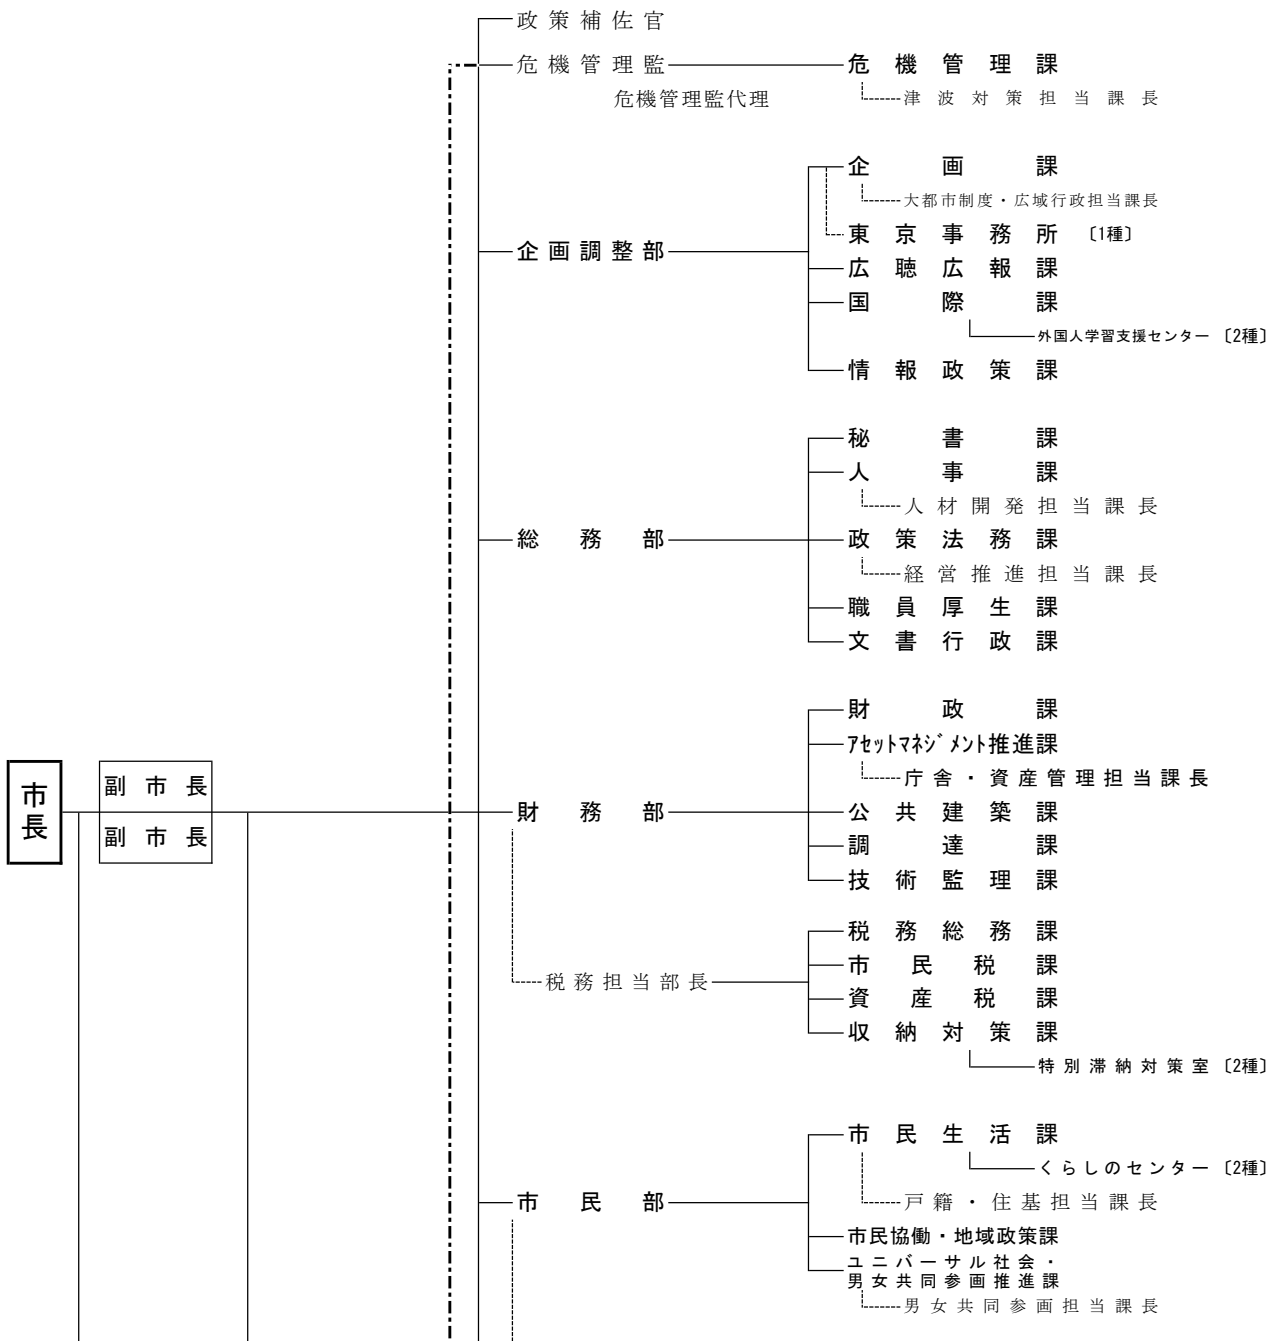 政策補佐官
危機管理監
危機管理課
危機管理監代理
津波対策担当課長
企画課
大都市制度・広域行政担当課長
東京事務所 〔1種〕
企画調整部
広聴広報課
国際課
外国人学習支援センター 〔2種〕
情報政策課
秘書課
人事課
人材開発担当課長
総務部
政策法務課
経営推進担当課長
職員厚生課
文書行政課
財政課
アセットマネジメント推進課
庁舎・資産管理担当課長
市長
副市長
副市長
財務部
公共建築課
調達課
技術監理課
税務総務課
市民税課
税務担当部長
資産税課
収納対策課
特別滞納対策室 〔2種〕
市民生活課
くらしのセンター 〔2種〕
市民部
戸籍・住基担当課長
市民協働・地域政策課
ユニバーサル社会・
男女共同参画推進課
男女共同参画担当課長